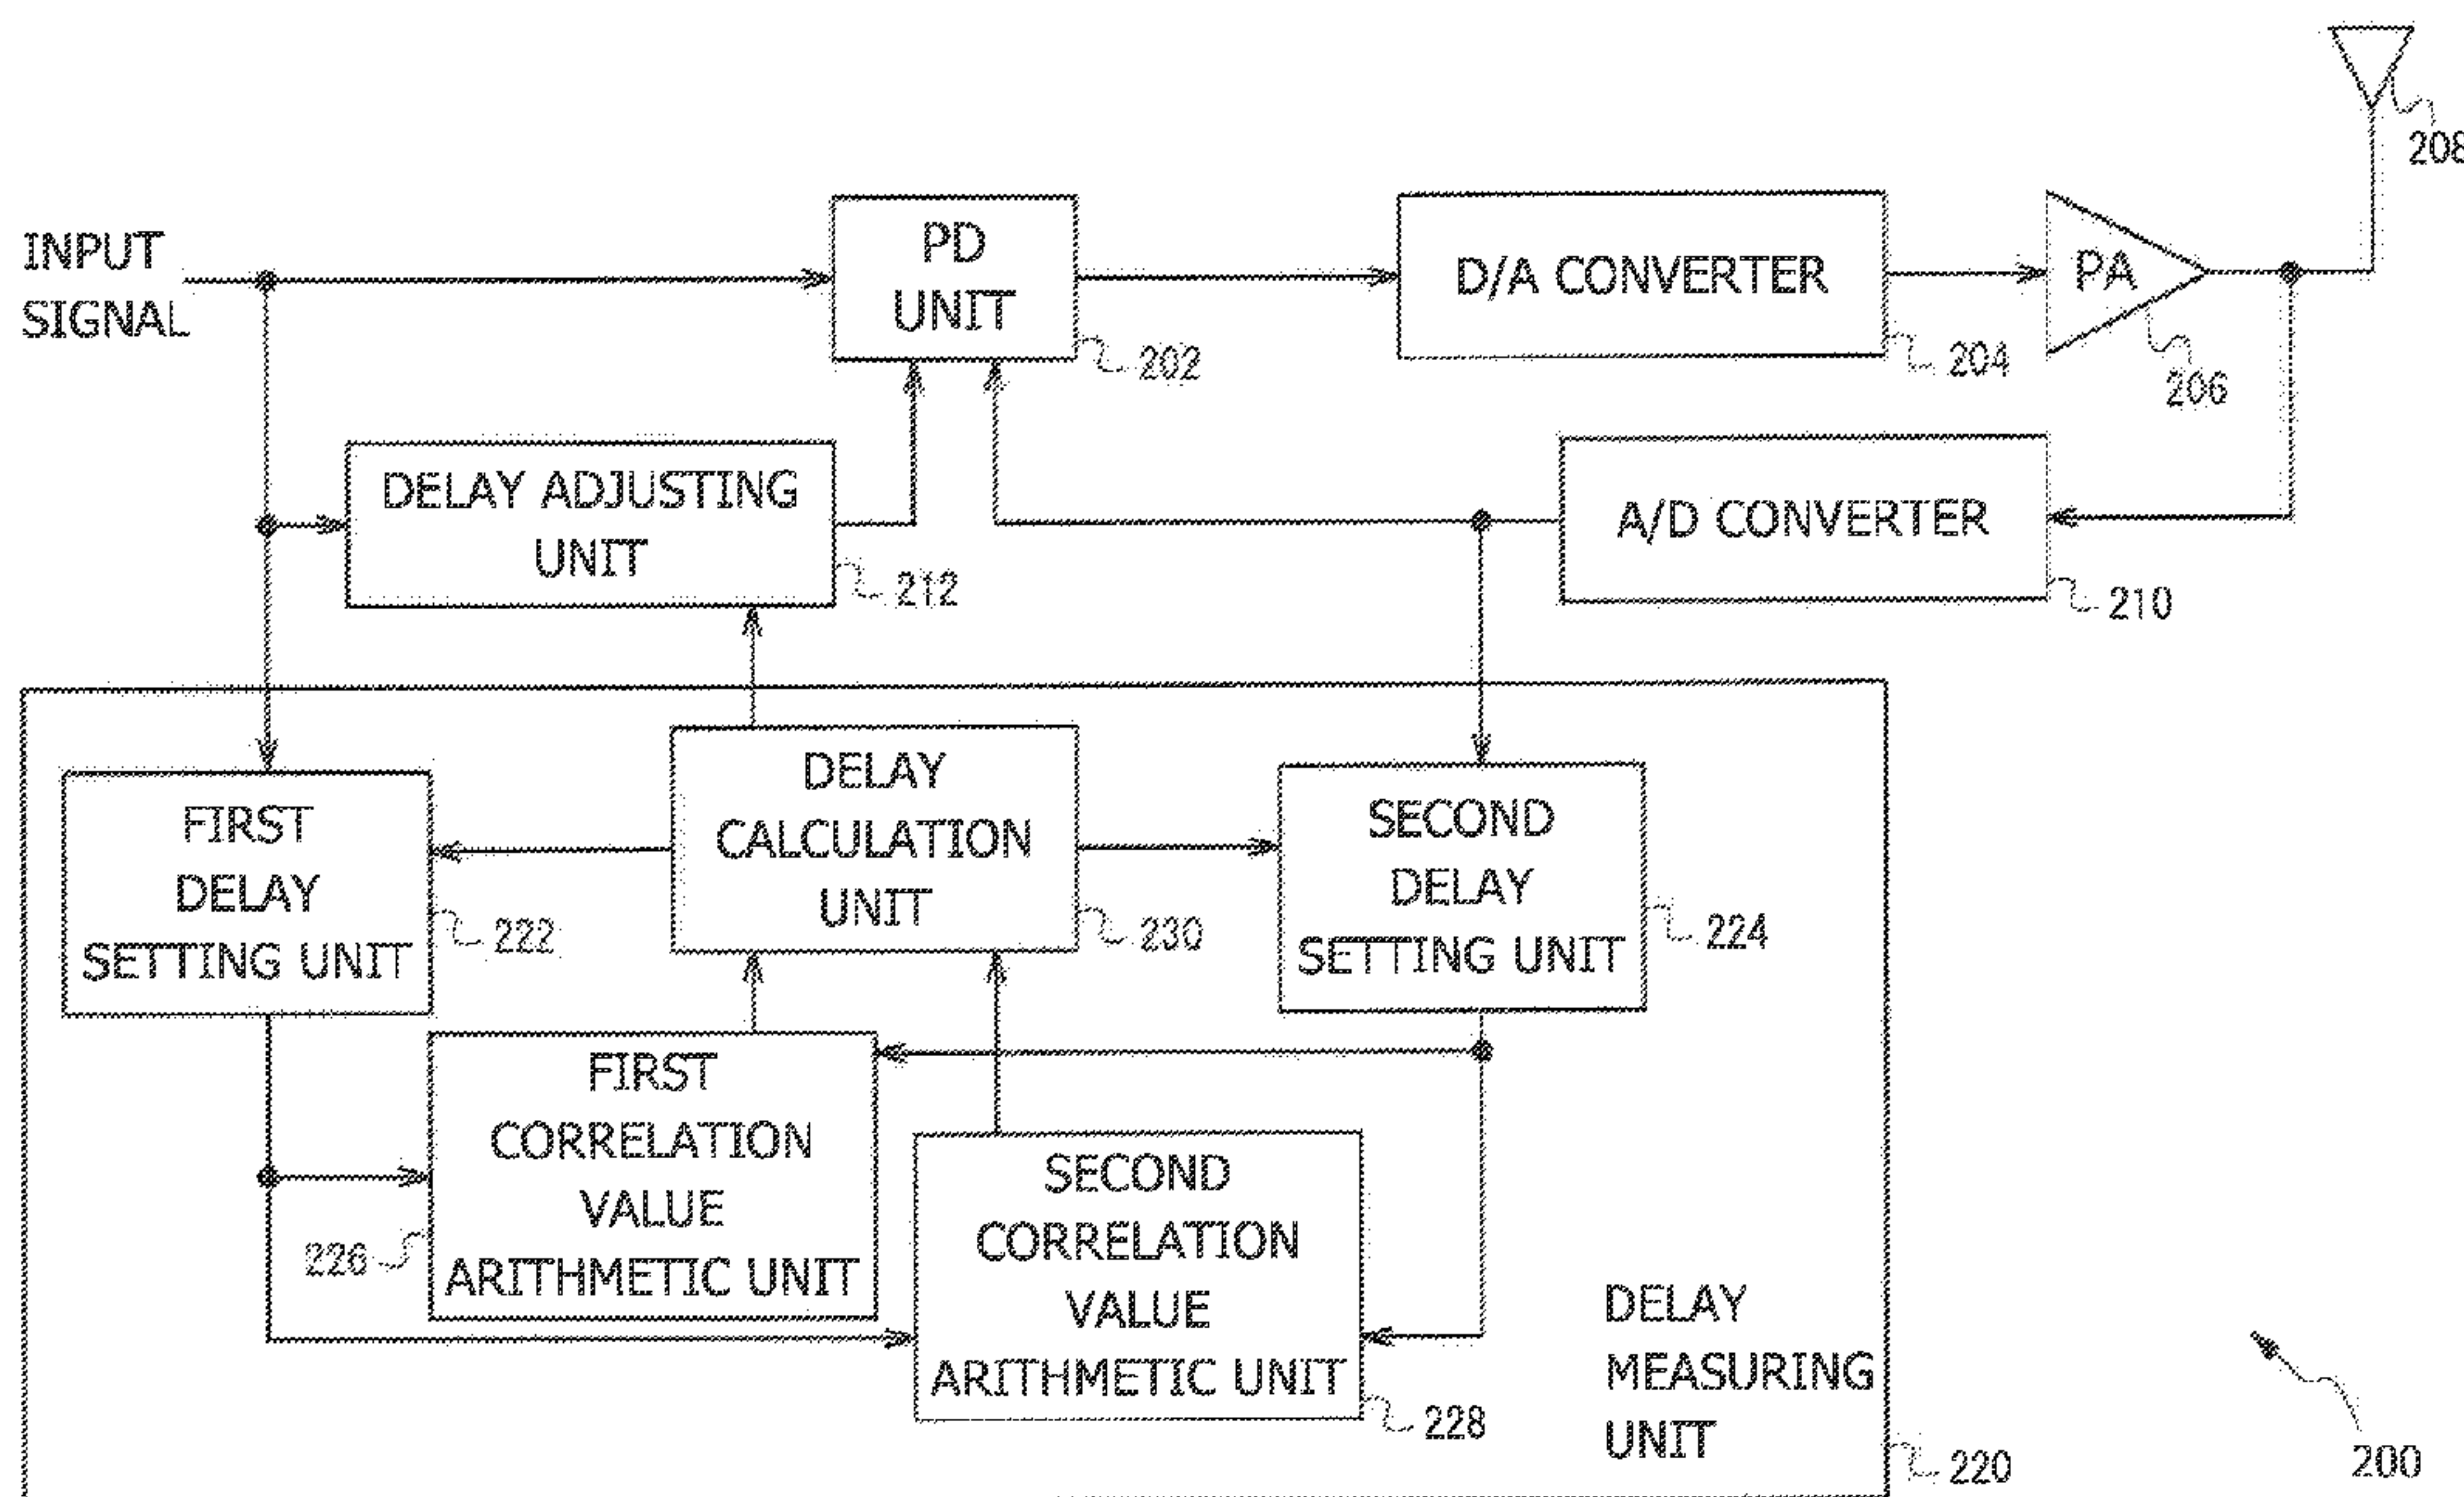 208
INPUT
SIGNAL
PD
UNIT
202
D/A CONVERTER
204
PA
206
DELAY ADJUSTING
UNIT
212
A/D CONVERTER
210
FIRST
DELAY
SETTING UNIT
222
DELAY
CALCULATION
UNIT
230
SECOND
DELAY
SETTING UNIT
224
FIRST
CORRELATION
VALUE
ARITHMETIC UNIT
226
SECOND
CORRELATION
VALUE
ARITHMETIC UNIT
228
DELAY
MEASURING
UNIT
220
200